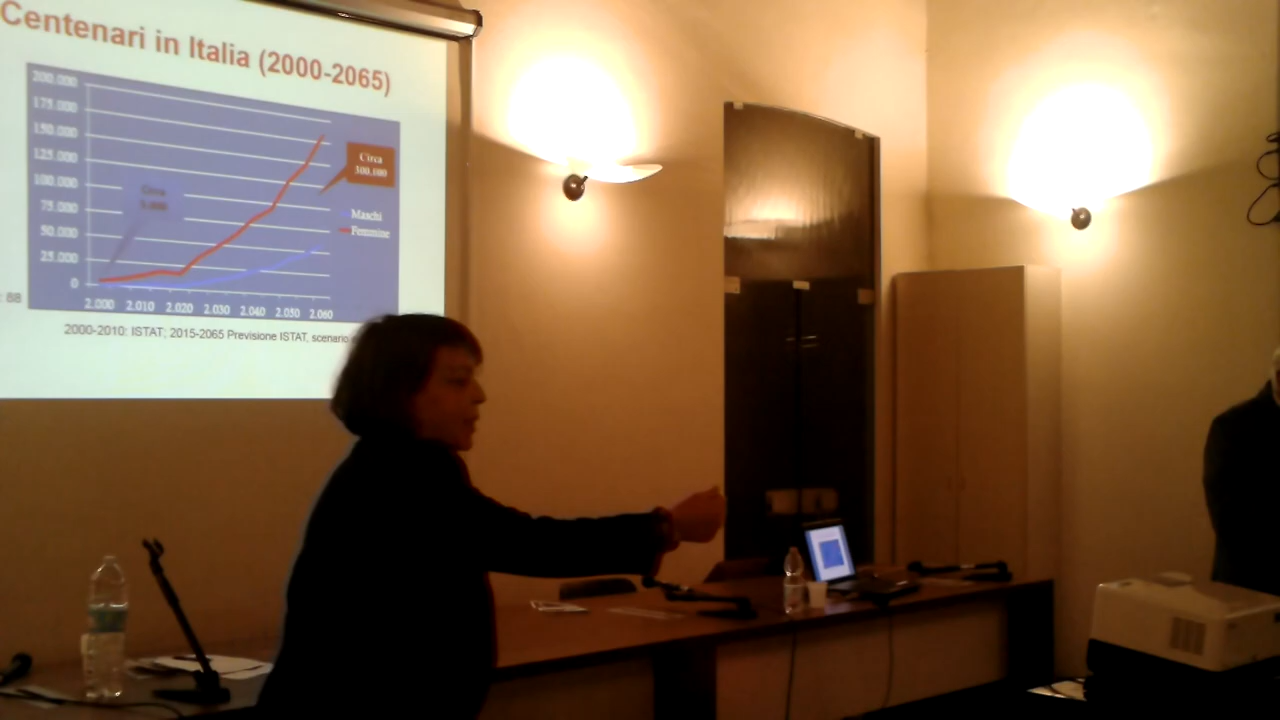 Centenari in Italia (2000-2065)
200.000
175.000
150.000
125.000
100.000
75.000
50.000
25.000
0
Circa
Circa
300.000
Maschi
Femmine
2.000 2.010 2.020 2.030 2.040 2.050 2.060
: 88
2000-2010: ISTAT; 2015-2065 Previsione ISTAT, scenario